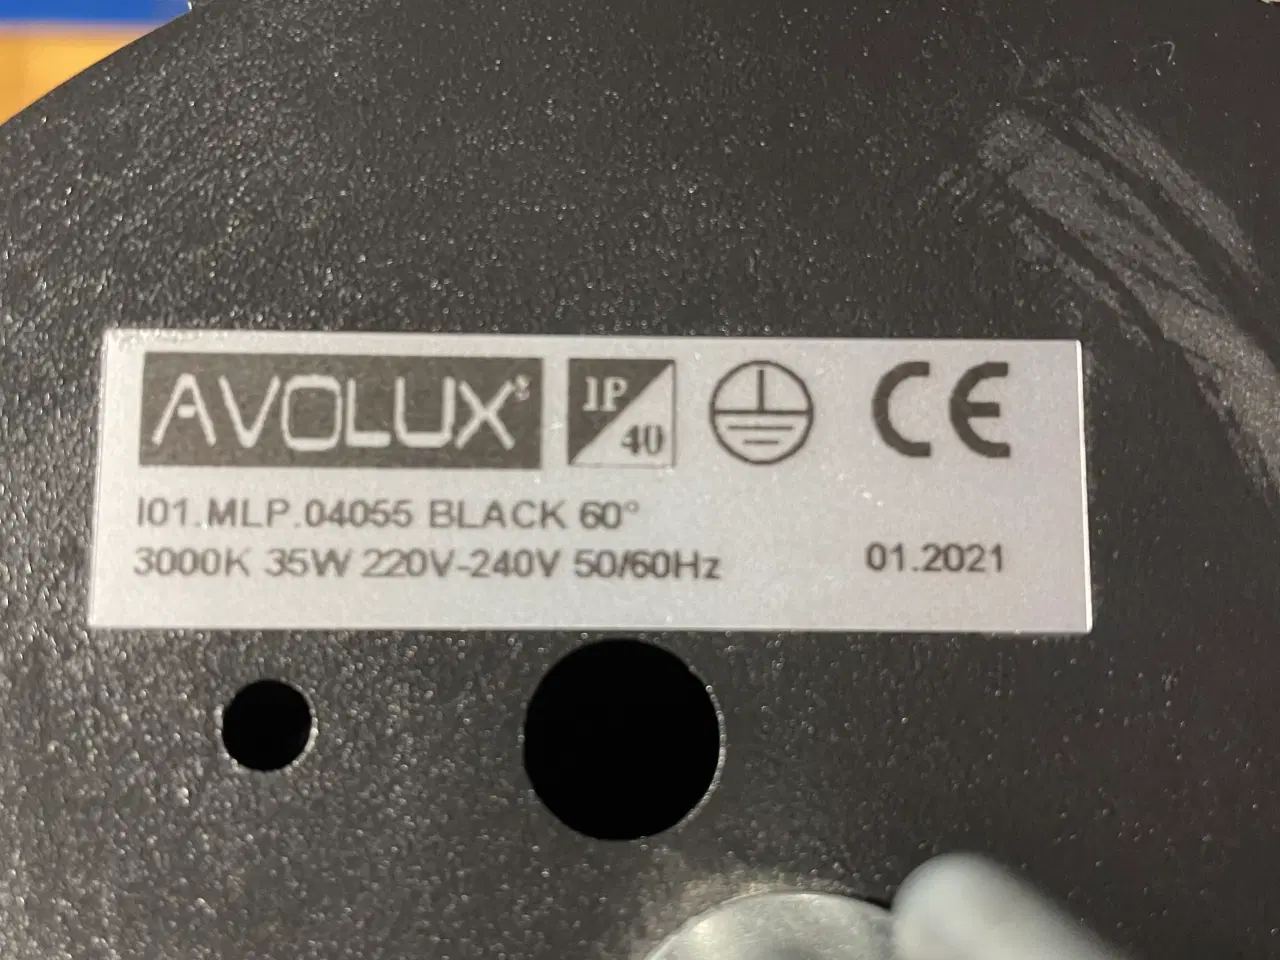 AVOLUX
IP
40
CE
I01.MLP.04055 BLACK 60°
3000K 35W 220V-240V 50/60Hz
01.2021